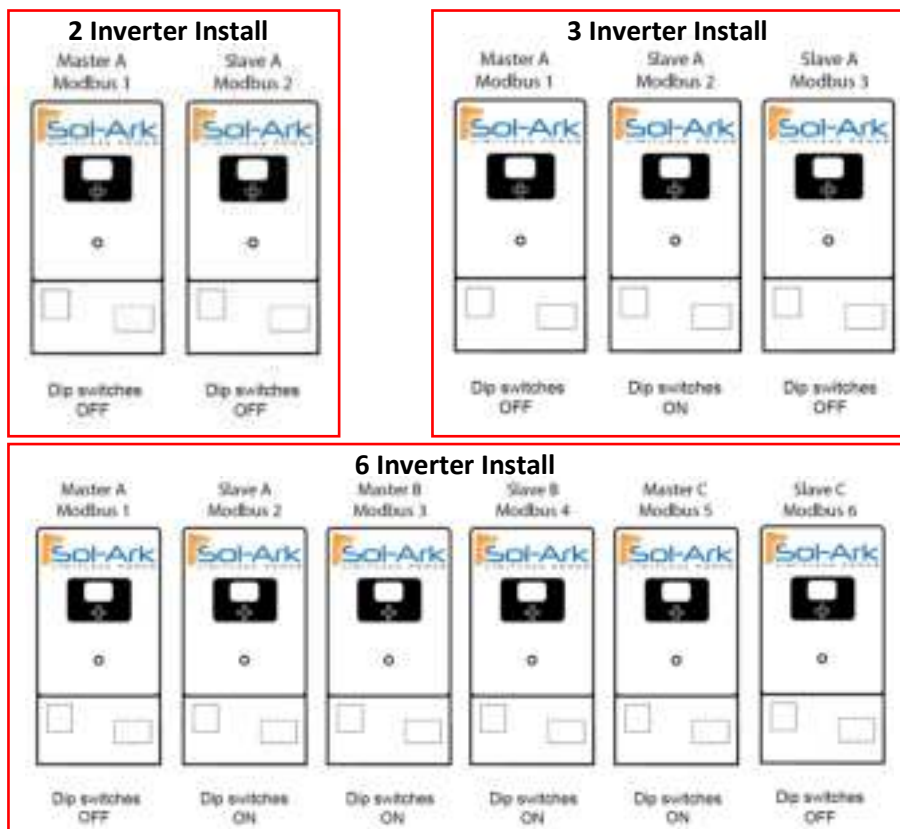 2 Inverter Install
Master A
Modbus 1
Slave A
Modbus 2
Sol-Ark
Sol-Ark
Dip switches
OFF
Dip switches
OFF
3 Inverter Install
Master A
Modbus 1
Slave A
Modbus 2
Slave A
Modbus 3
Sol-Ark
Sol-Ark
Sol-Ark
Dip switches
OFF
Dip switches
ON
Dip switches
OFF
6 Inverter Install
Master A
Modbus 1
Slave A
Modbus 2
Master B
Modbus 3
Slave B
Modbus 4
Master C
Modbus 5
Slave C
Modbus 6
Sol-Ark
Sol-Ark
Sol-Ark
Sol-Ark
Sol-Ark
Sol-Ark
Dip switches
OFF
Dip switches
ON
Dip switches
ON
Dip switches
ON
Dip switches
ON
Dip switches
OFF